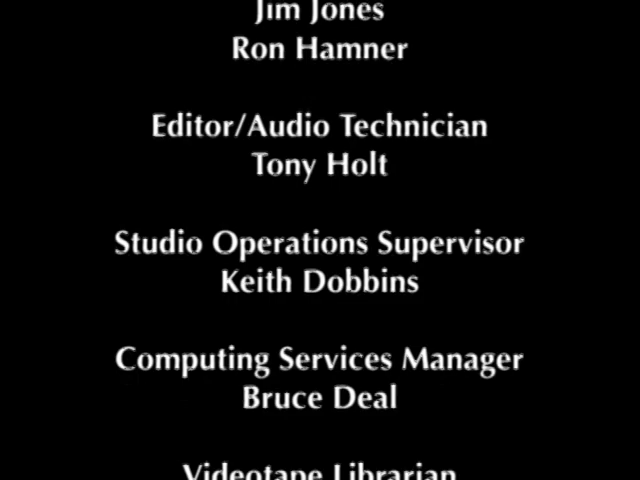 Jim Jones
Ron Hamner
Editor/Audio Technician
Tony Holt
Studio Operations Supervisor
Keith Dobbins
Computing Services Manager
Bruce Deal
Videotape Librarian